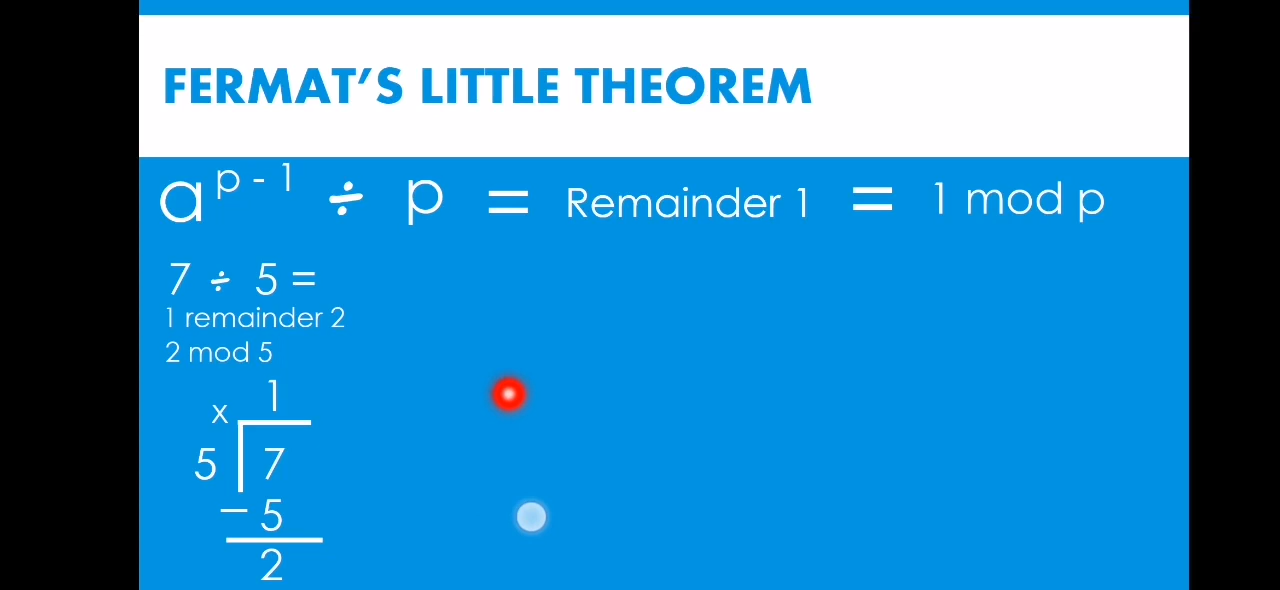 FERMAT'S LITTLE THEOREM
a^{p - 1} ÷ p = Remainder 1 = 1 mod p
7 ÷ 5 =
1 remainder 2
2 mod 5
1
x
5 7
− 5
2